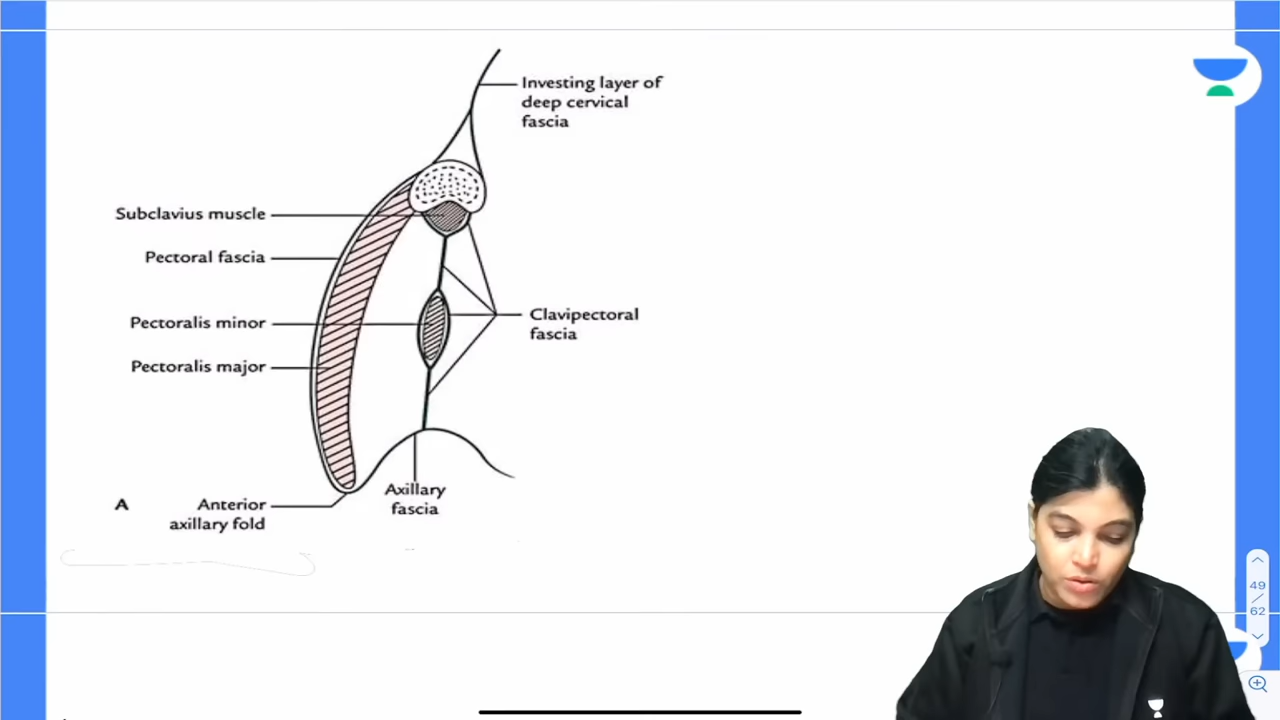 Investing layer of
deep cervical
fascia
Subclavius muscle
Pectoral fascia
Pectoralis minor
Clavipectoral
fascia
Pectoralis major
Axillary
fascia
A
Anterior
axillary fold
49
/
62